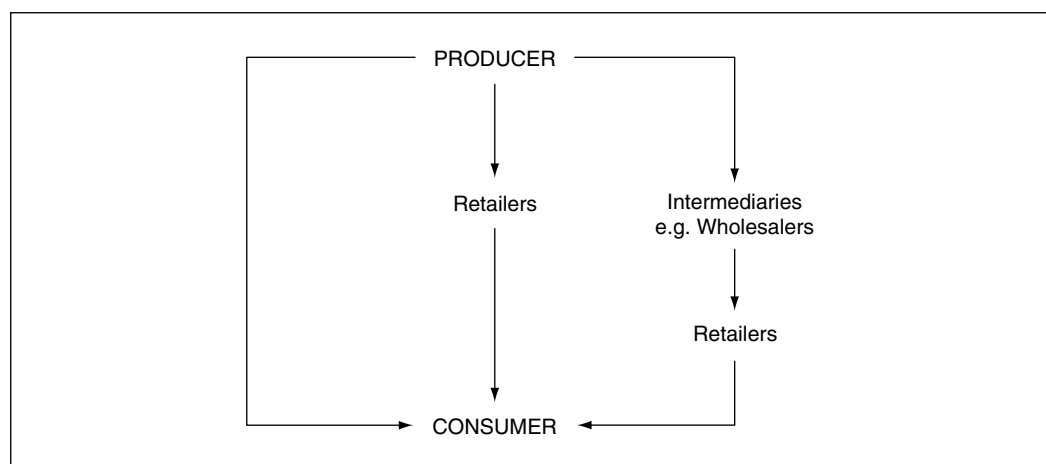 PRODUCER
Retailers
Intermediaries
e.g. Wholesalers
Retailers
CONSUMER